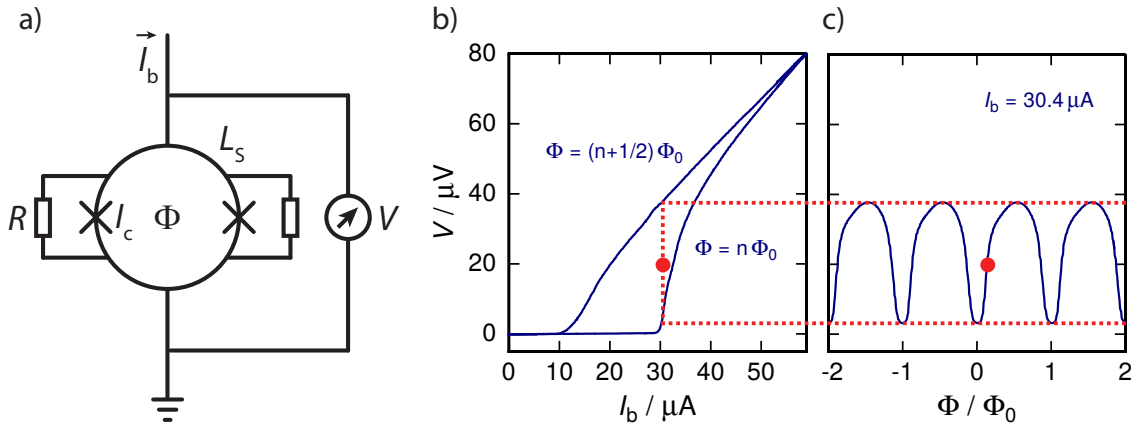 a)
I_b
L_S
R
I_c
Φ
V
b)
V / µV
80
60
40
20
0
Φ = (n+1/2) Φ_0
Φ = n Φ_0
0 10 20 30 40 50
I_b / µA
c)
I_b = 30.4 µA
-2 -1 0 1 2
Φ / Φ_0